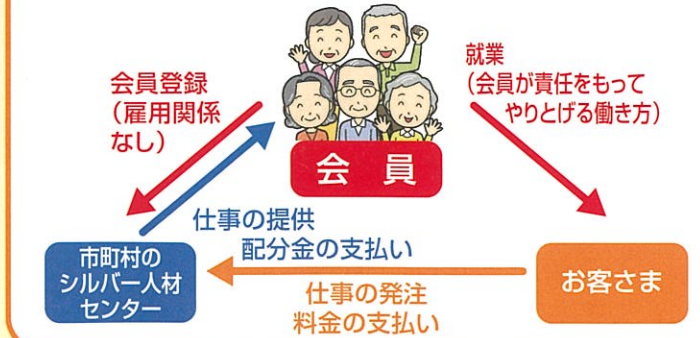 会員登録
(雇用関係
なし)
就業
(会員が責任をもって
やりとげる働き方)
会員
仕事の提供
配分金の支払い
市町村の
シルバー人材
センター
お客さま
仕事の発注
料金の支払い